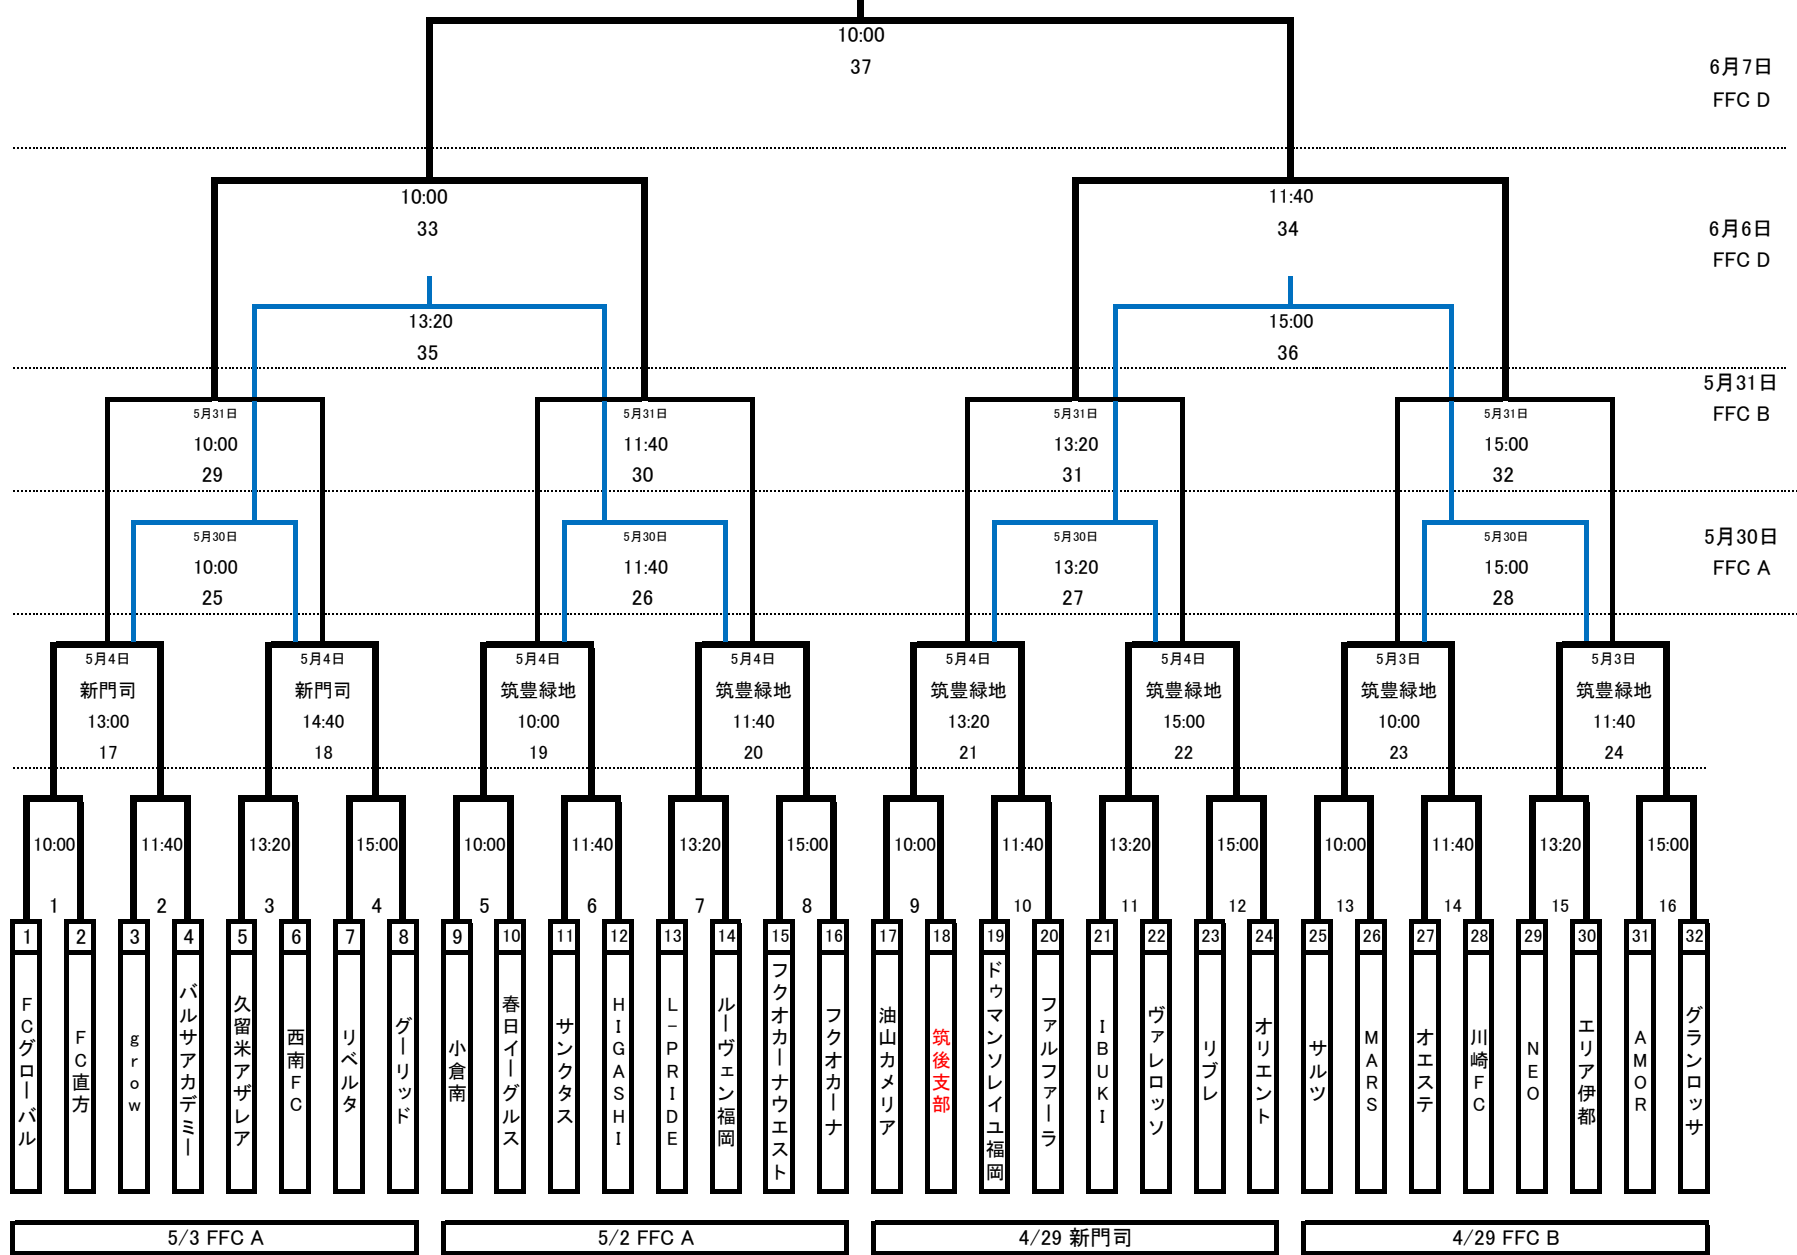 10:00
37
6月7日
FFC D
10:00
11:40
33
34
6月6日
FFC D
13:20
15:00
35
36
5月31日
FFC B
5月31日
5月31日
5月31日
5月31日
10:00
11:40
13:20
15:00
29
30
31
32
5月30日
5月30日
5月30日
5月30日
5月30日
FFC A
10:00
11:40
13:20
15:00
25
26
27
28
5月4日
5月4日
5月4日
5月4日
5月4日
5月4日
5月3日
5月3日
新門司
新門司
筑豊緑地
筑豊緑地
筑豊緑地
筑豊緑地
筑豊緑地
筑豊緑地
13:00
14:40
10:00
11:40
13:20
15:00
10:00
11:40
17
18
19
20
21
22
23
24
10:00
11:40
13:20
15:00
10:00
11:40
13:20
15:00
10:00
11:40
13:20
15:00
10:00
11:40
13:20
15:00
1
2
3
4
5
6
7
8
9
10
11
12
13
14
15
16
1
2
3
4
5
6
7
8
9
10
11
12
13
14
15
16
17
18
19
20
21
22
23
24
25
26
27
28
29
30
31
32
FCグローバル
FC直方
grow
バルサアカデミー
久留米アザレア
西南FC
リベルタ
グーリッド
小倉南
春日イーグルス
サンクタス
HIGASHI
L-PRIDE
ルーヴェン福岡
フクオカーナウエスト
フクオカーナ
油山カメリア
筑後支部
ドゥマンソレイユ福岡
ファルファーラ
IBUKI
ヴァレロッソ
リブレ
オリエント
サルツ
MARS
オエステ
川崎FC
NEO
エリア伊都
AMOR
グランロッサ
5/3 FFC A
5/2 FFC A
4/29 新門司
4/29 FFC B